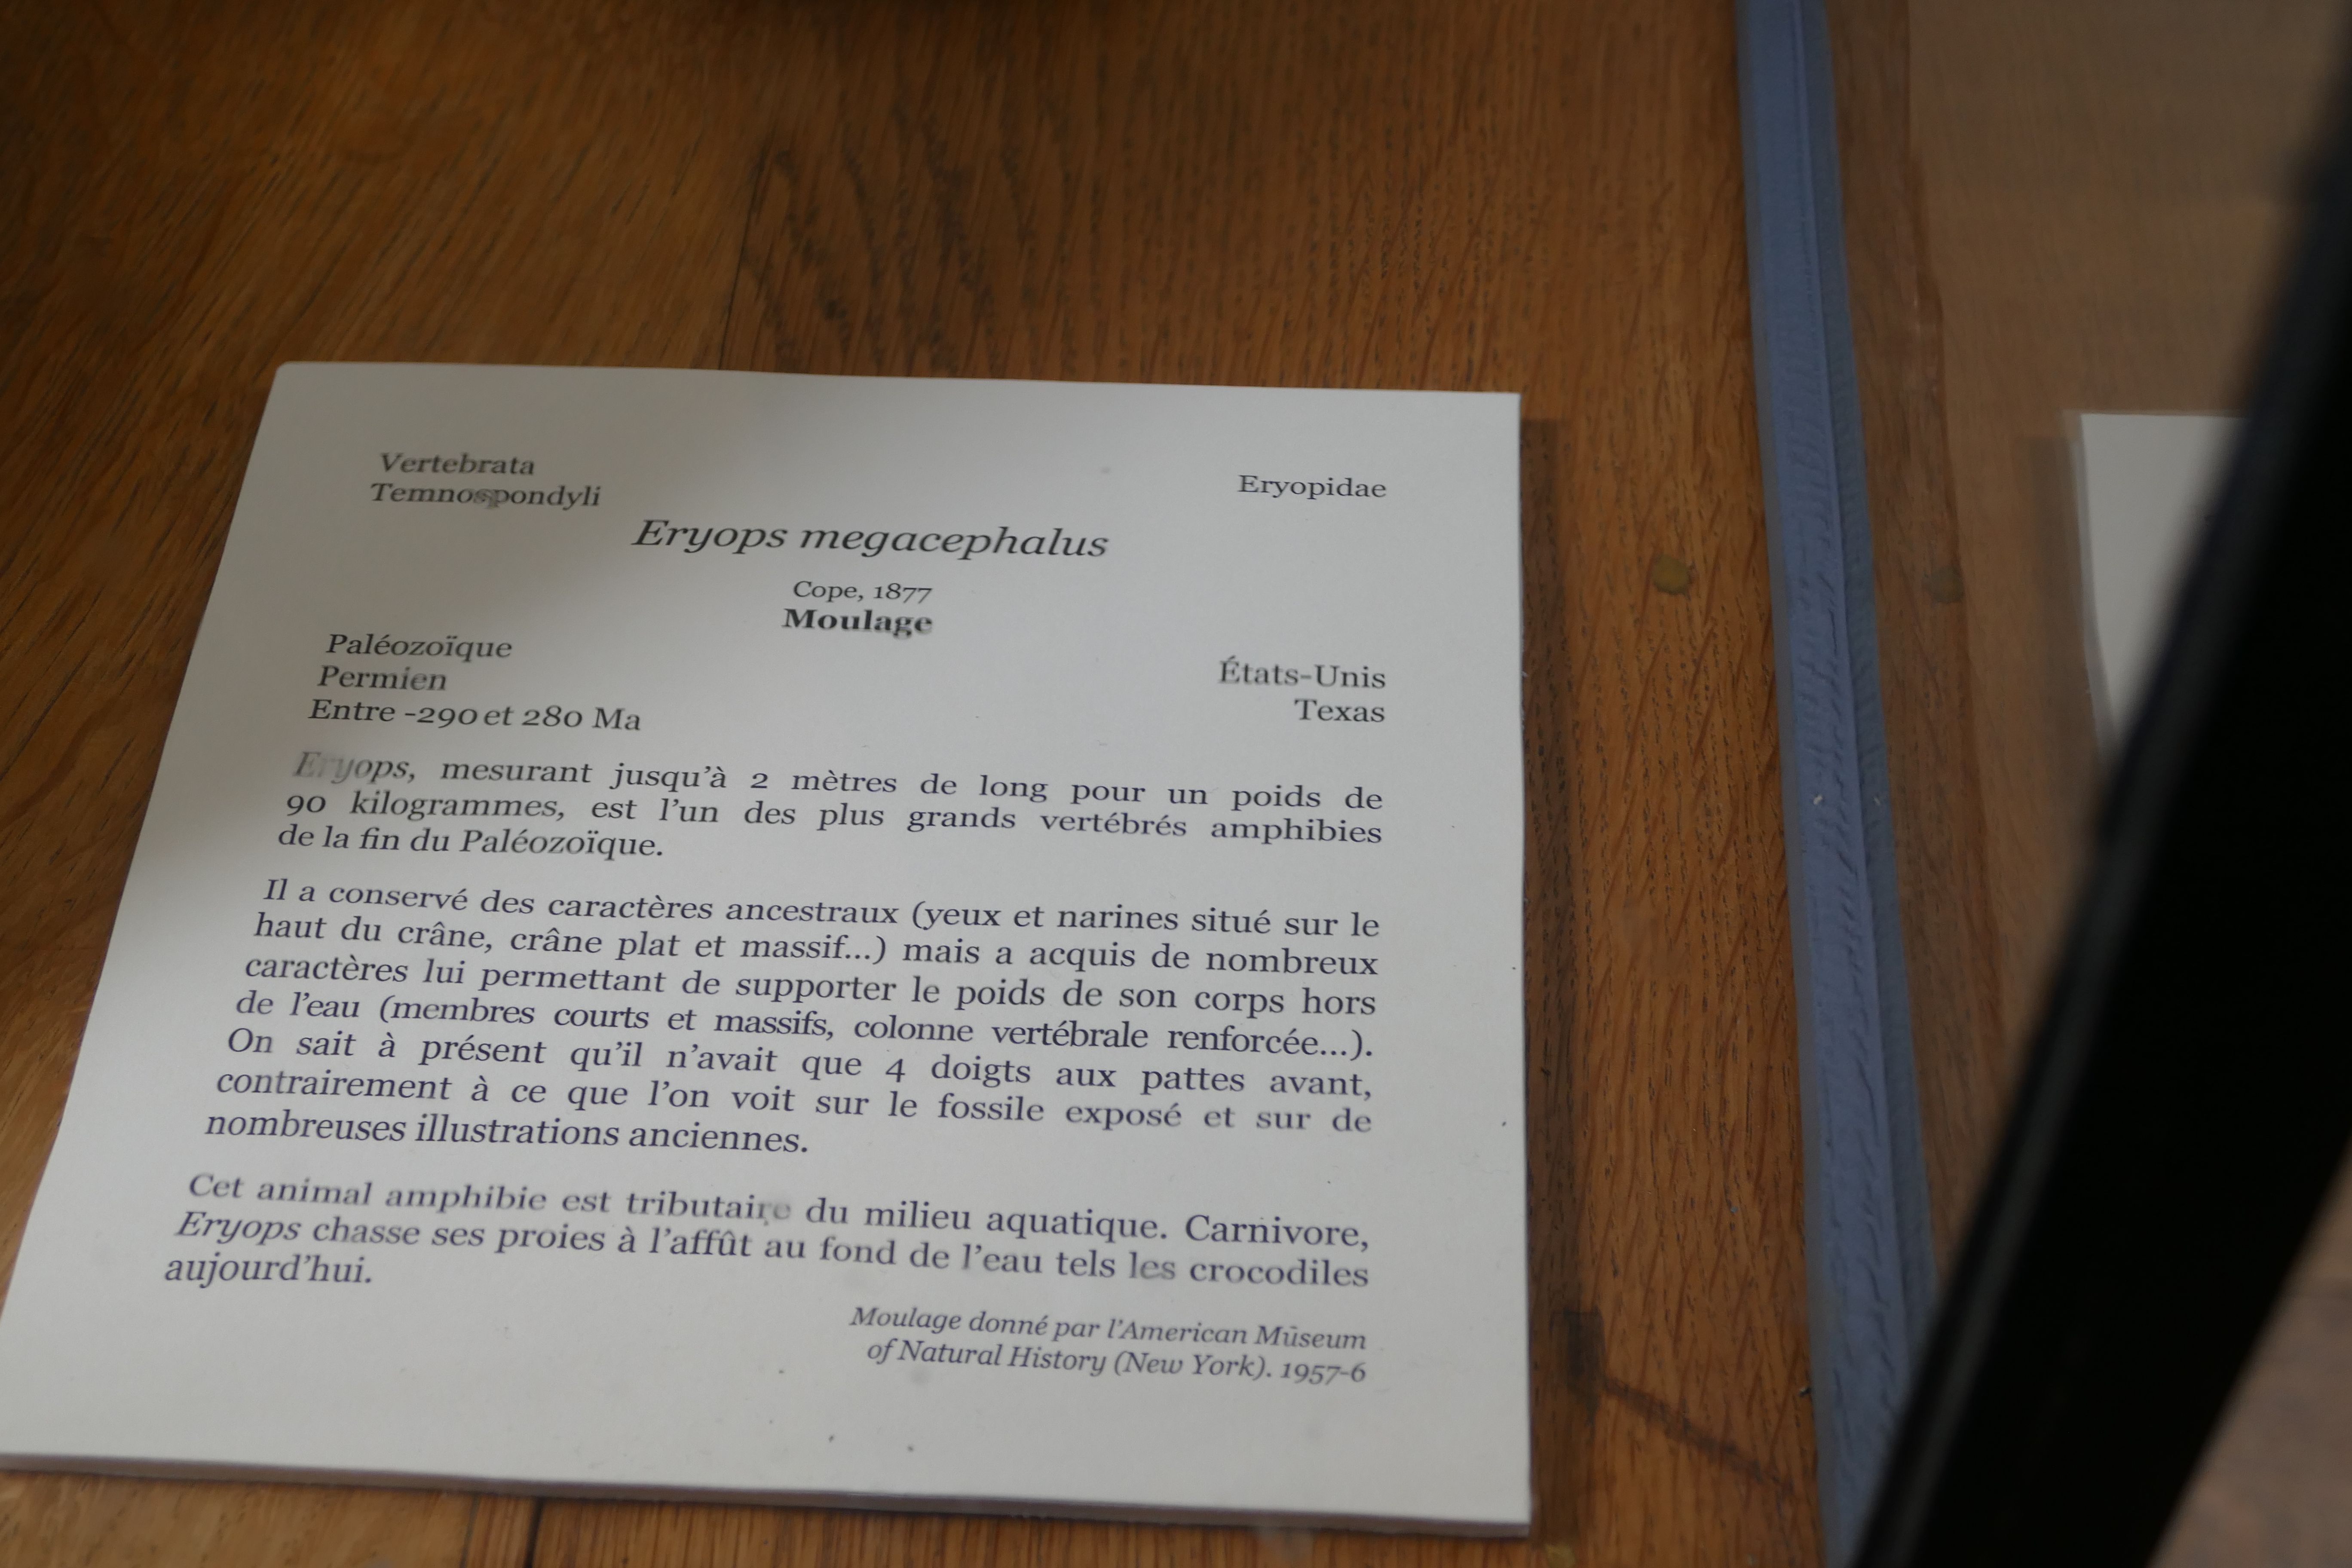 Vertebrata
Temnospondyli
Eryopidae
Eryops megacephalus
Cope, 1877
Moulage
Paléozoïque
Permien
Entre -290 et 280 Ma
États-Unis
Texas
Eryops, mesurant jusqu'à 2 mètres de long pour un poids de
90 kilogrammes, est l'un des plus grands vertébrés amphibies
de la fin du Paléozoïque.
Il a conservé des caractères ancestraux (yeux et narines situé sur le
haut du crâne, crâne plat et massif...) mais a acquis de nombreux
caractères lui permettant de supporter le poids de son corps hors
de l'eau (membres courts et massifs, colonne vertébrale renforcée...).
On sait à présent qu'il n'avait que 4 doigts aux pattes avant,
contrairement à ce que l'on voit sur le fossile exposé et sur de
nombreuses illustrations anciennes.
Cet animal amphibie est tributaire du milieu aquatique. Carnivore,
Eryops chasse ses proies à l'affût au fond de l'eau tels les crocodiles
aujourd'hui.
Moulage donné par l'American Museum
of Natural History (New York). 1957-6